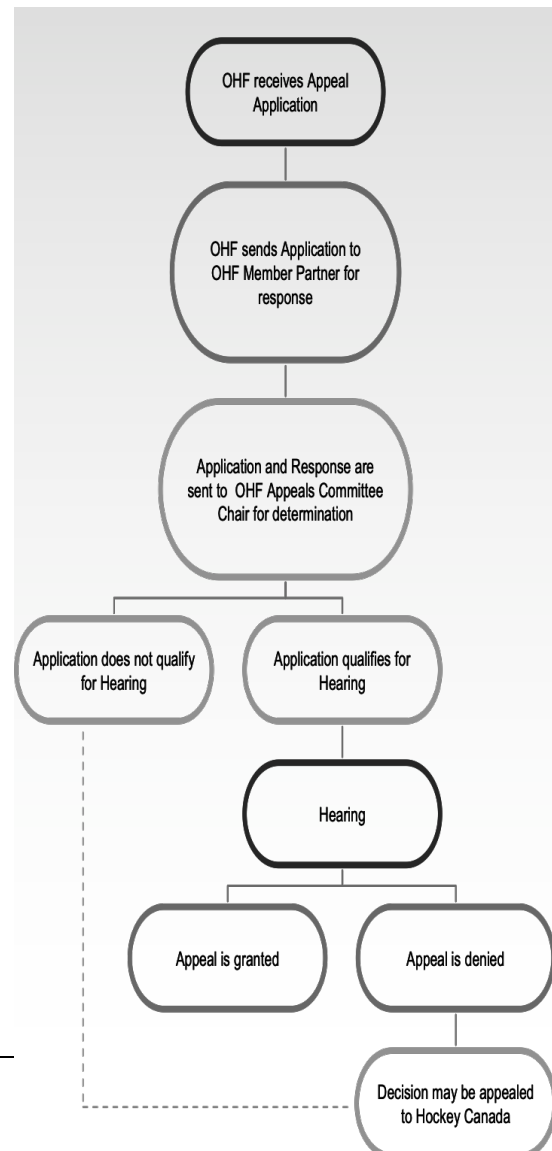 OHF receives Appeal
Application
OHF sends Application to
OHF Member Partner for
response
Application and Response are
sent to OHF Appeals Committee
Chair for determination
Application does not qualify
for Hearing
Application qualifies for
Hearing
Hearing
Appeal is granted
Appeal is denied
Decision may be appealed
to Hockey Canada